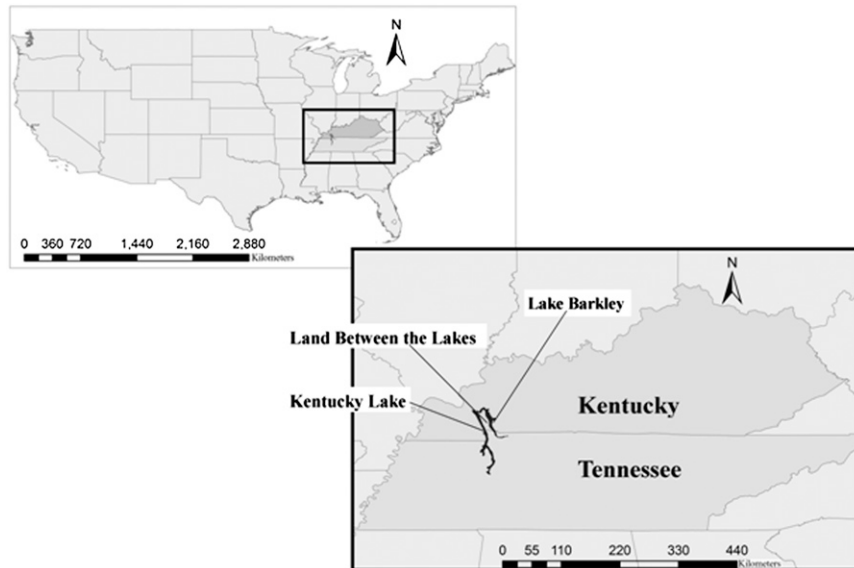 N
0 360 720 1,440 2,160 2,880
Kilometers
N
Lake Barkley
Land Between the Lakes
Kentucky Lake
Kentucky
Tennessee
0 55 110 220 330 440
Kilometers